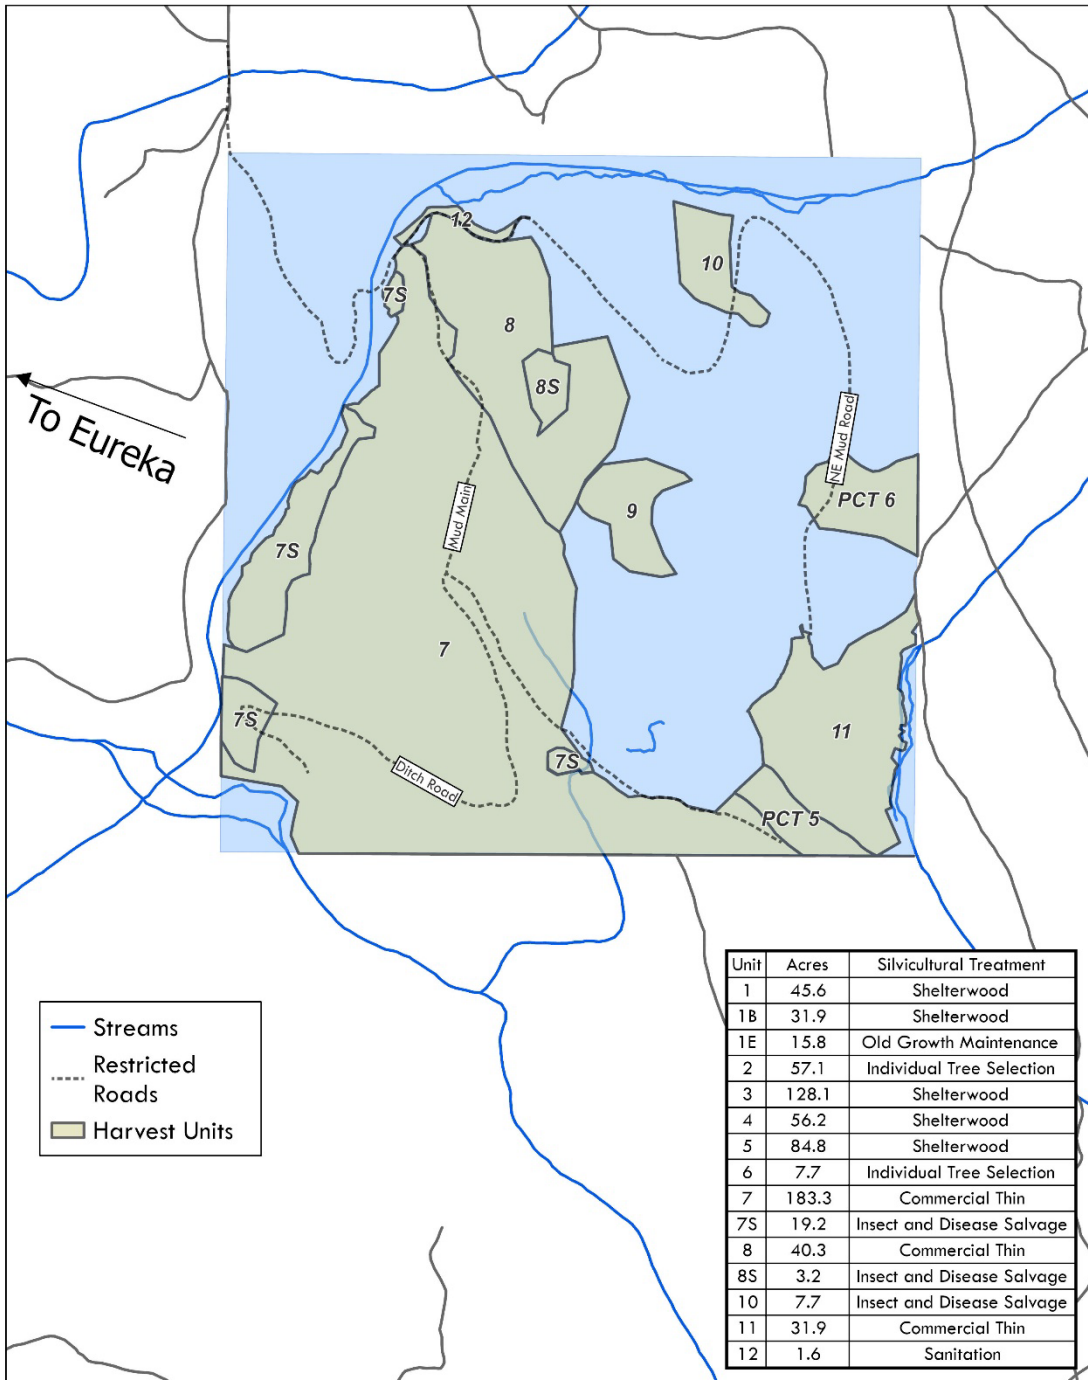 12
7S
10
8
8S
To Eureka
NE Mud Road
PCT 6
Mud Main
9
7S
7
7S
11
7S
Ditch Road
PCT 5
Unit Acres Silvicultural Treatment
1 45.6 Shelterwood
1B 31.9 Shelterwood
1E 15.8 Old Growth Maintenance
2 57.1 Individual Tree Selection
3 128.1 Shelterwood
4 56.2 Shelterwood
5 84.8 Shelterwood
6 7.7 Individual Tree Selection
7 183.3 Commercial Thin
7S 19.2 Insect and Disease Salvage
8 40.3 Commercial Thin
8S 3.2 Insect and Disease Salvage
10 7.7 Insect and Disease Salvage
11 31.9 Commercial Thin
12 1.6 Sanitation
Streams
Restricted
Roads
Harvest Units